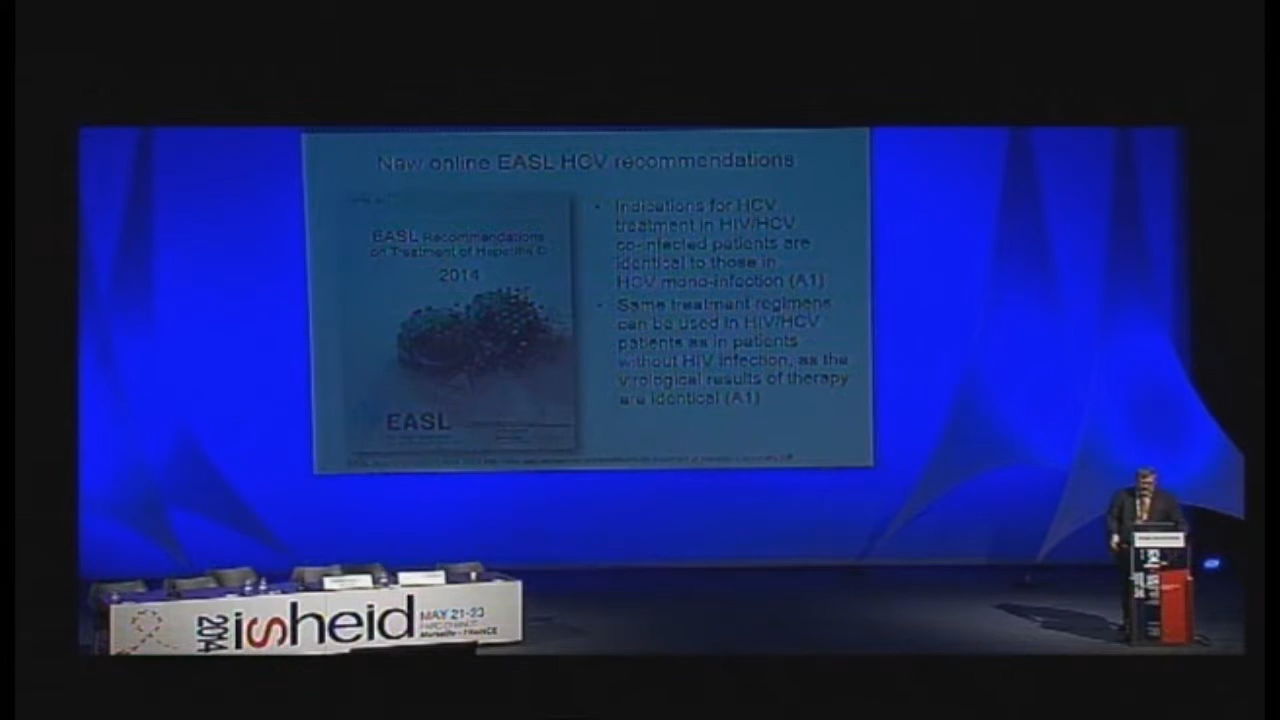 New online EASL HCV recommendations
EASL Recommendations
on Treatment of Hepatitis C
2014
EASL
• Indications for HCV
treatment in HIV/HCV
co-infected patients are
identical to those in
HCV mono-infection (A1)
• Same treatment regimens
can be used in HIV/HCV
patients as in patients
without HIV infection, as the
virological results of therapy
are identical (A1)
2014
isheid
MAY 21-23
Marseille - FRANCE